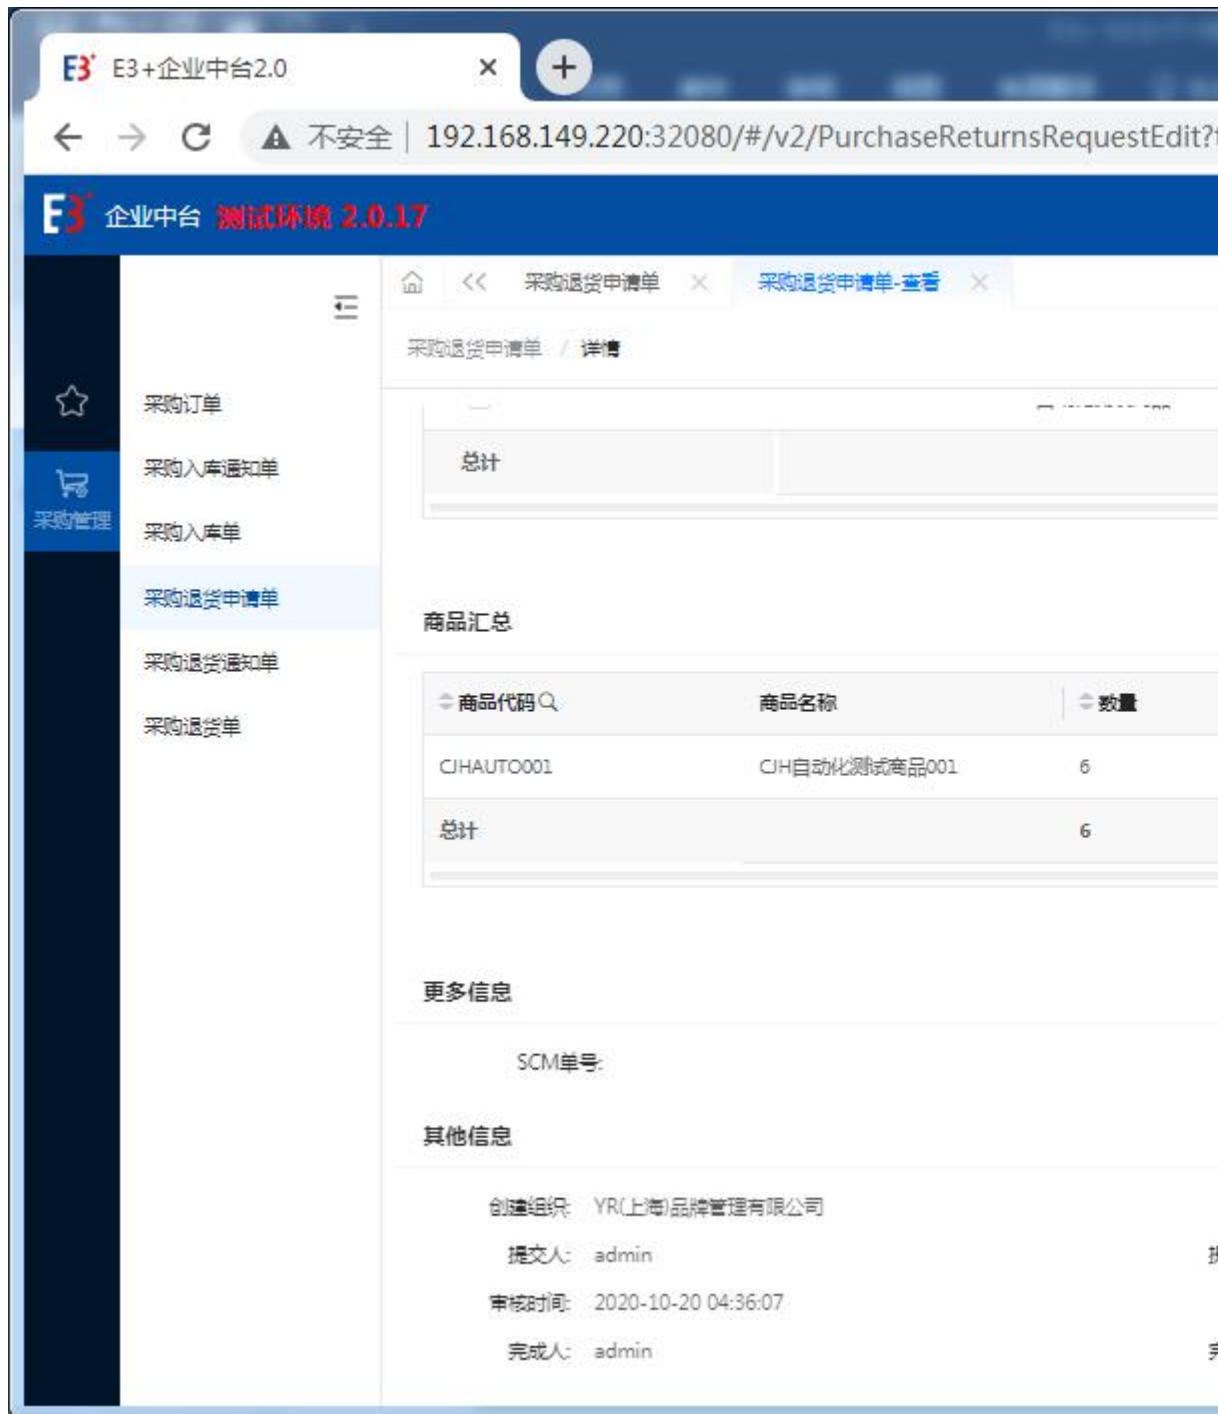 E3+ E3+企业中台2.0
不安全 192.168.149.220:32080/#/v2/PurchaseReturnsRequestEdit?
E3+ 企业中台 测试环境 2.0.17
采购退货申请单 采购退货申请单-查看
采购退货申请单 / 详情
采购订单
总计
采购入库通知单
采购管理
采购入库单
采购退货申请单
商品汇总
采购退货通知单
商品代码 商品名称 数量
采购退货单
CJHAUTO001 CJH自动化测试商品001 6
总计 6
更多信息
SCM单号:
其他信息
创建组织: YR(上海)品牌管理有限公司
提交人: admin
审核时间: 2020-10-20 04:36:07
完成人: admin